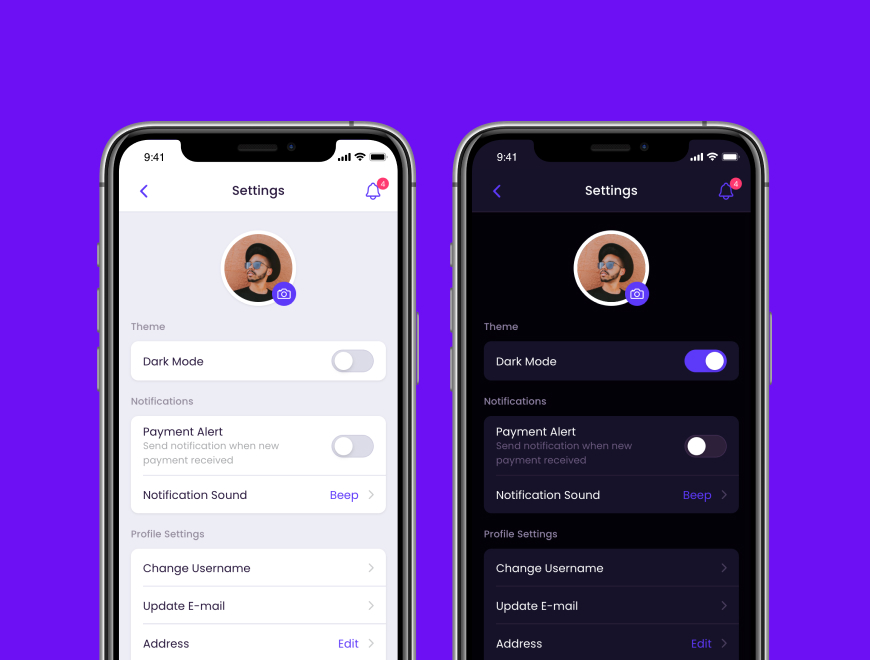 9:41
Settings
4
Theme
Dark Mode
Notifications
Payment Alert
Send notification when new
payment received
Notification Sound Beep
Profile Settings
Change Username
Update E-mail
Address Edit
9:41
Settings
4
Theme
Dark Mode
Notifications
Payment Alert
Send notification when new
payment received
Notification Sound Beep
Profile Settings
Change Username
Update E-mail
Address Edit